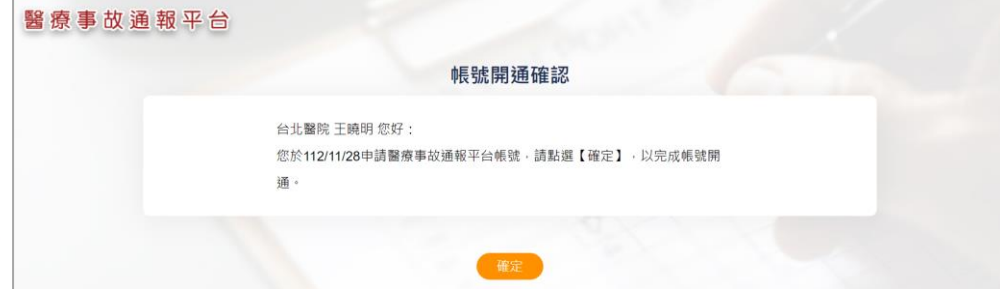 醫療事故通報平台
帳號開通確認
台北醫院 王曉明 您好：
您於112/11/28申請醫療事故通報平台帳號，請點選【確定】，以完成帳號開
通。
確定